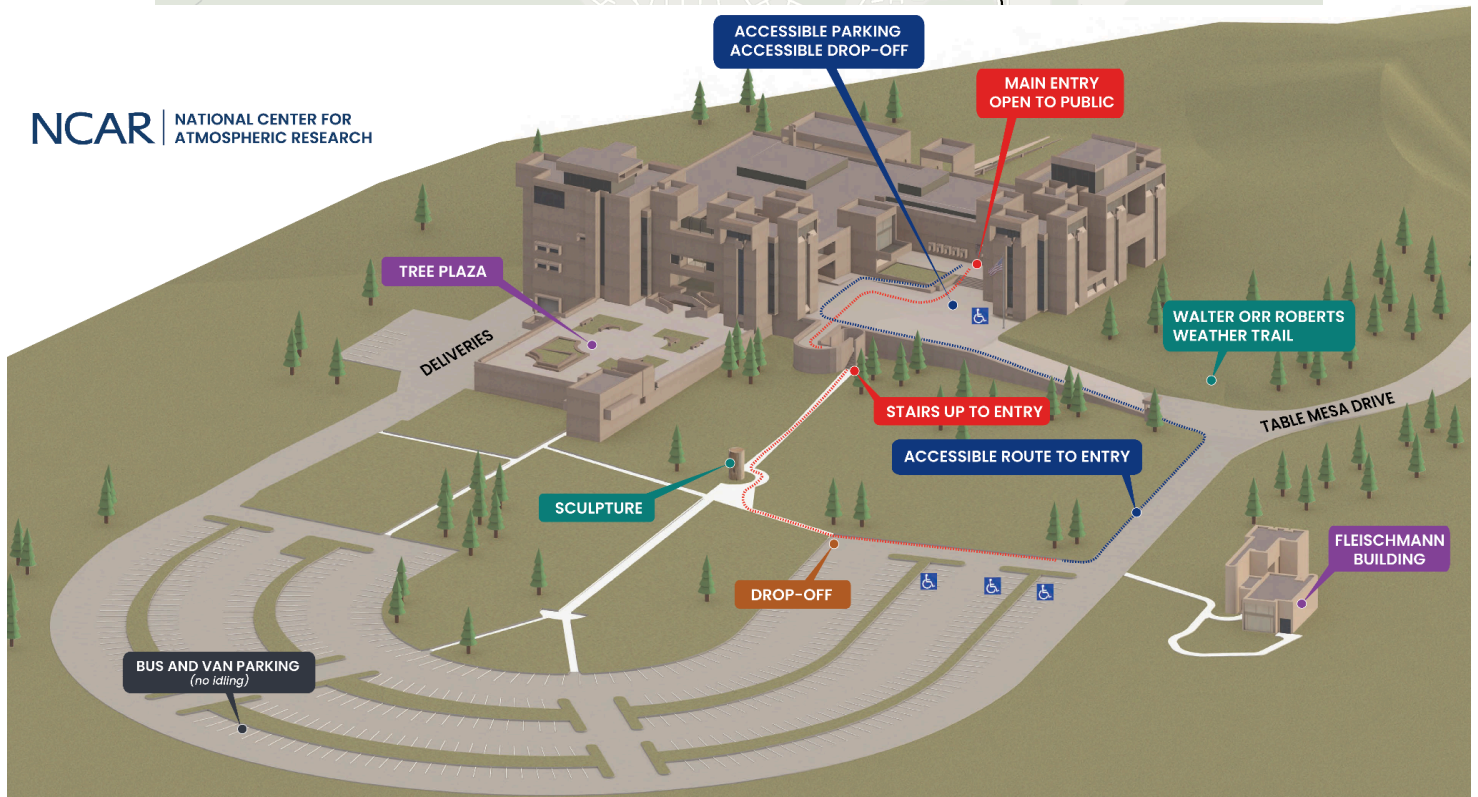 ACCESSIBLE PARKING
ACCESSIBLE DROP-OFF
MAIN ENTRY
OPEN TO PUBLIC
NCAR
NATIONAL CENTER FOR
ATMOSPHERIC RESEARCH
TREE PLAZA
DELIVERIES
WALTER ORR ROBERTS
WEATHER TRAIL
TABLE MESA DRIVE
STAIRS UP TO ENTRY
ACCESSIBLE ROUTE TO ENTRY
SCULPTURE
FLEISCHMANN
BUILDING
DROP-OFF
BUS AND VAN PARKING
(no idling)